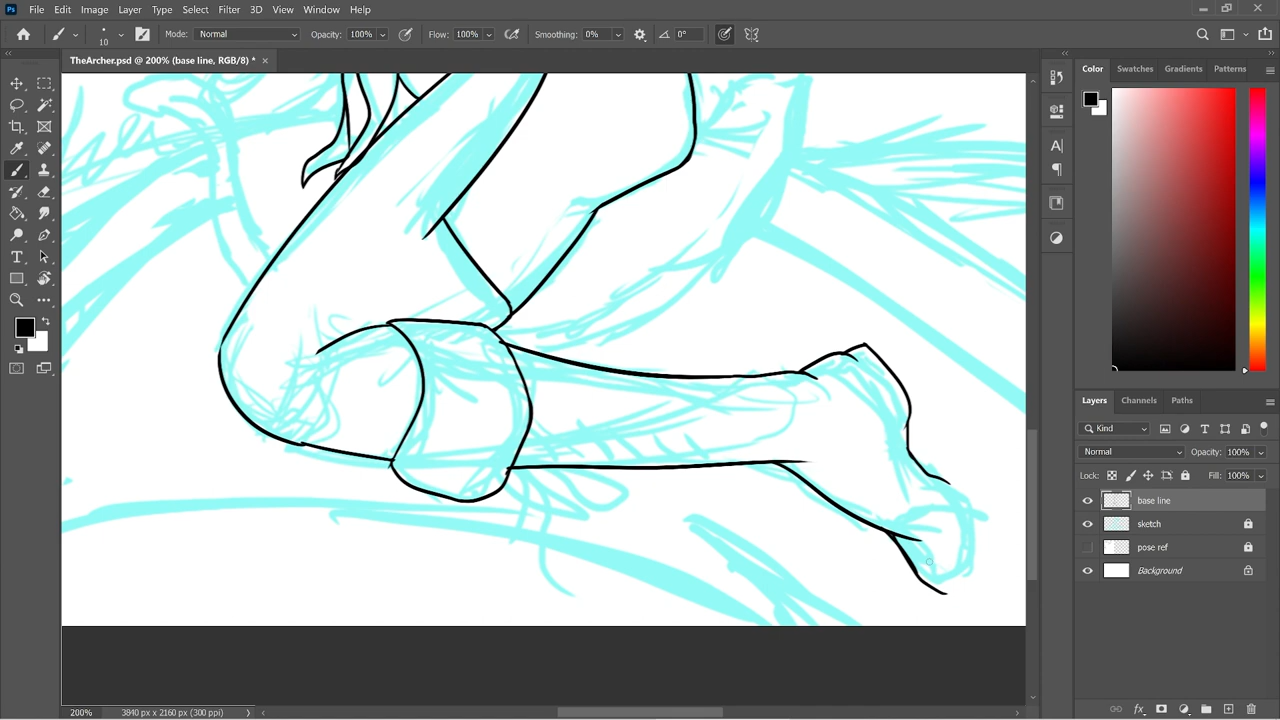 Ps File Edit Image Layer Type Select Filter 3D View Window Help
10 Mode: Normal Opacity: 100% Flow: 100% Smoothing: 0% 0°
TheArcher.psd @ 200% (base line, RGB/8) * ×
Color Swatches Gradients Patterns
Layers Channels Paths
Kind
Normal Opacity: 100%
Lock: Fill: 100%
base line
sketch
pose ref
Background
200% 3840 px x 2160 px (300 ppi)